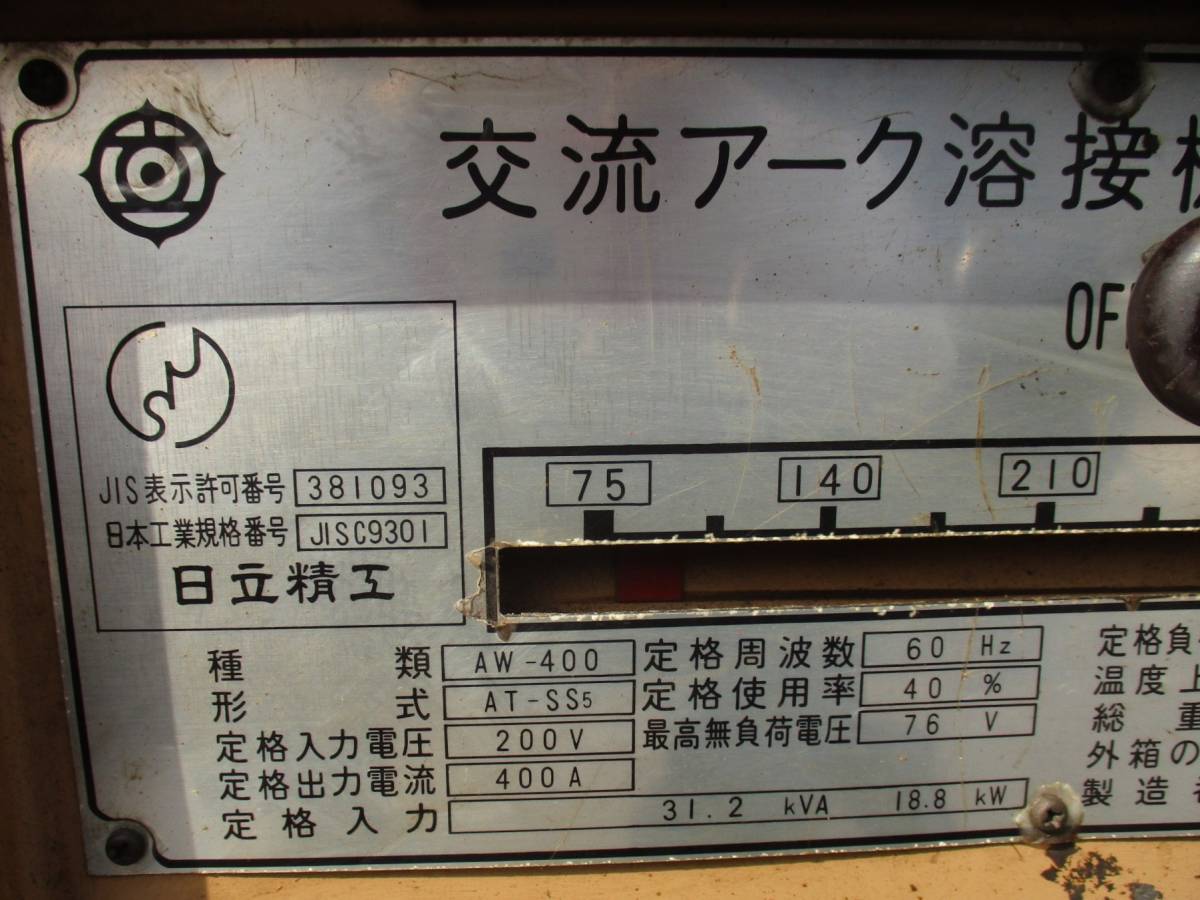 交流アーク溶接
OF
75 140 210
JIS表示許可番号 381093
日本工業規格番号 JISC9301
日立精工
種類 AW-400
形式 AT-SS5
定格入力電圧 200V
定格出力電流 400A
定格入力 31.2 kVA 18.8 kW
定格周波数 60 Hz
定格使用率 40 %
最高無負荷電圧 76 V
定格負
温度上
総重
外箱の
製造